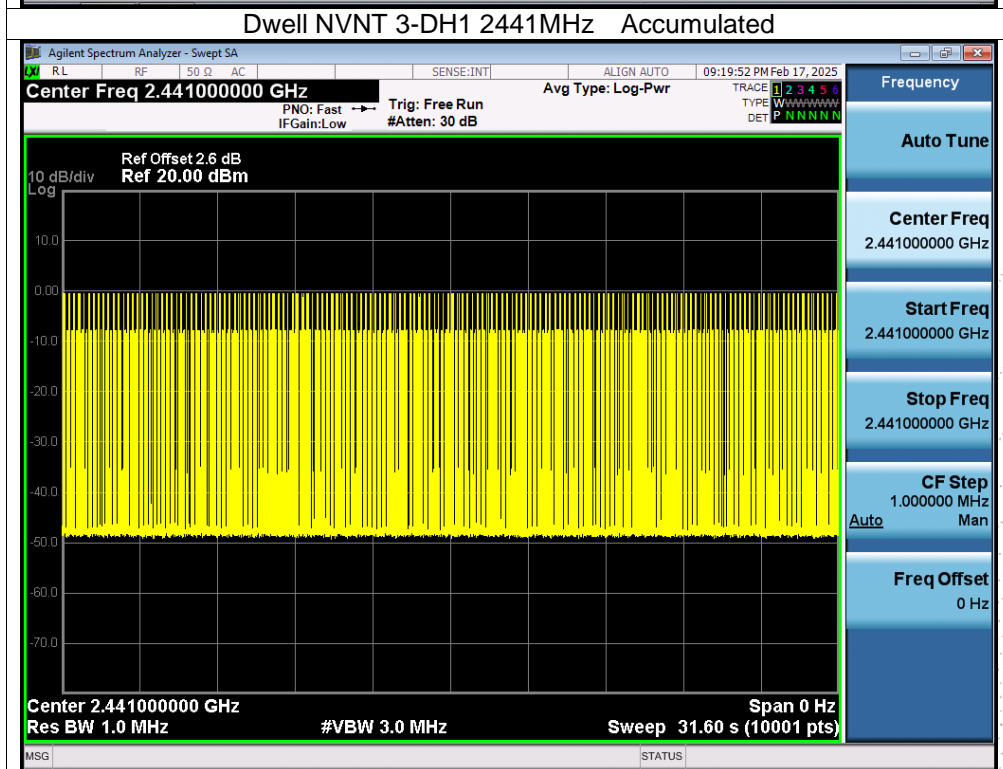 Dwell NVNT 3-DH1 2441MHz Accumulated
Agilent Spectrum Analyzer - Swept SA
LXI RL RF 50 Ω AC SENSE:INT ALIGN AUTO 09:19:52 PM Feb 17, 2025
Center Freq 2.441000000 GHz
PNO: Fast
IFGain:Low
Trig: Free Run
#Atten: 30 dB
Avg Type: Log-Pwr
TRACE 1 2 3 4 5 6
TYPE WWWWWW
DET P N N N N N
Frequency
Auto Tune
Center Freq
2.441000000 GHz
Start Freq
2.441000000 GHz
Stop Freq
2.441000000 GHz
CF Step
1.000000 MHz
Auto Man
Freq Offset
0 Hz
Ref Offset 2.6 dB
10 dB/div Ref 20.00 dBm
Log
10.0
0.00
-10.0
-20.0
-30.0
-40.0
-50.0
-60.0
-70.0
Center 2.441000000 GHz Span 0 Hz
Res BW 1.0 MHz #VBW 3.0 MHz Sweep 31.60 s (10001 pts)
MSG STATUS